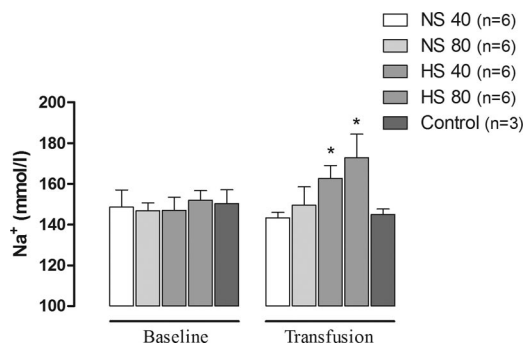 NS 40 (n=6)
NS 80 (n=6)
HS 40 (n=6)
HS 80 (n=6)
Control (n=3)
200
180
160
140
120
100
Na⁺ (mmol/l)
*
*
Baseline
Transfusion